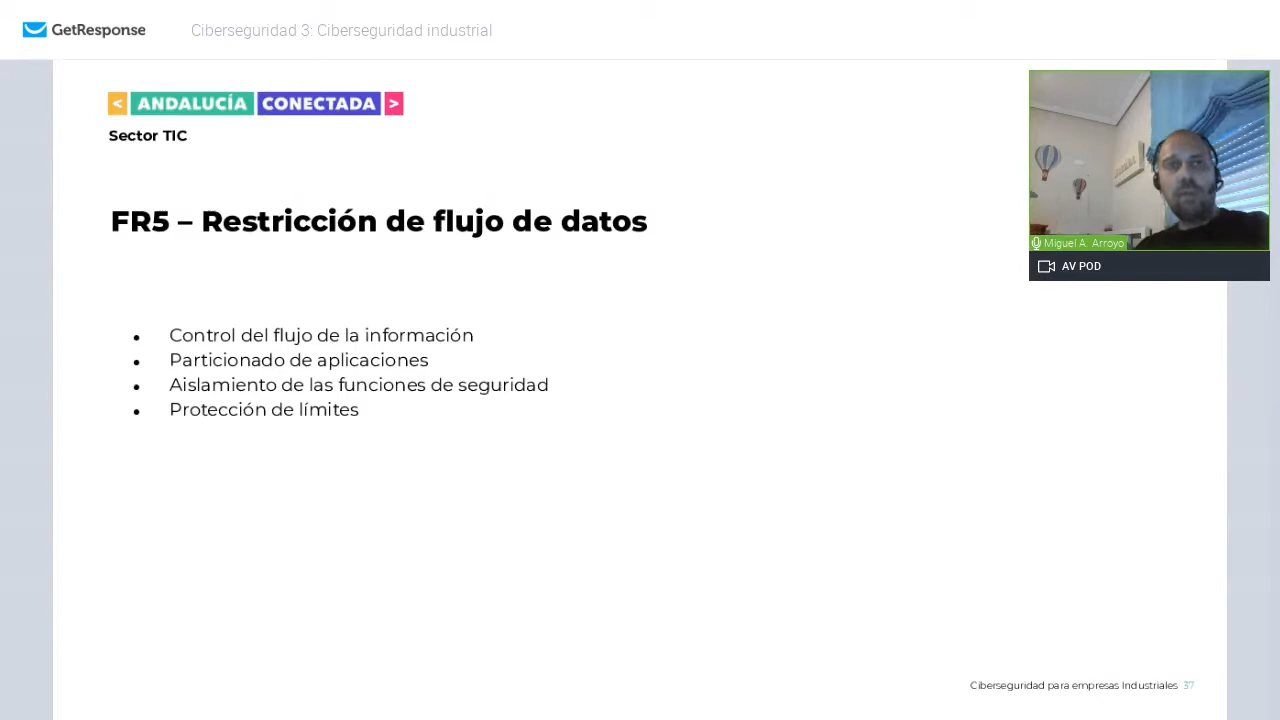 GetResponse
Ciberseguridad 3: Ciberseguridad industrial
< ANDALUCÍA CONECTADA >
Sector TIC
Miguel A. Arroyo
AV POD
FR5 – Restricción de flujo de datos
• Control del flujo de la información
• Particionado de aplicaciones
• Aislamiento de las funciones de seguridad
• Protección de límites
Ciberseguridad para empresas Industriales 37